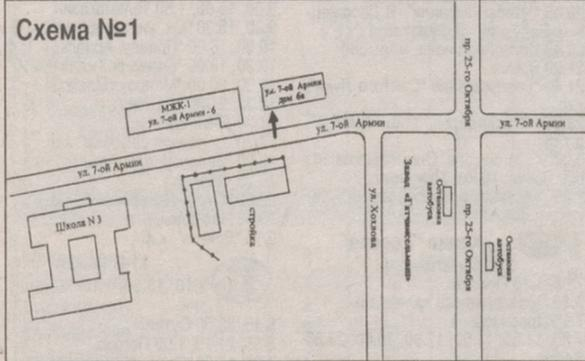 Схема №1
МЖК-1
ул. 7-ой Армии - 6
ул. 7-ой Армии
дом 6а
ул. 7-ой Армии
ул. 7-ой Армии
ул. 7-ой Армии
пр. 25-го Октября
Школа N 3
стройка
ул. Хохлова
Завод «Гатчинсельмаш»
Остановка
автобуса
пр. 25-го Октября
Остановка
автобуса